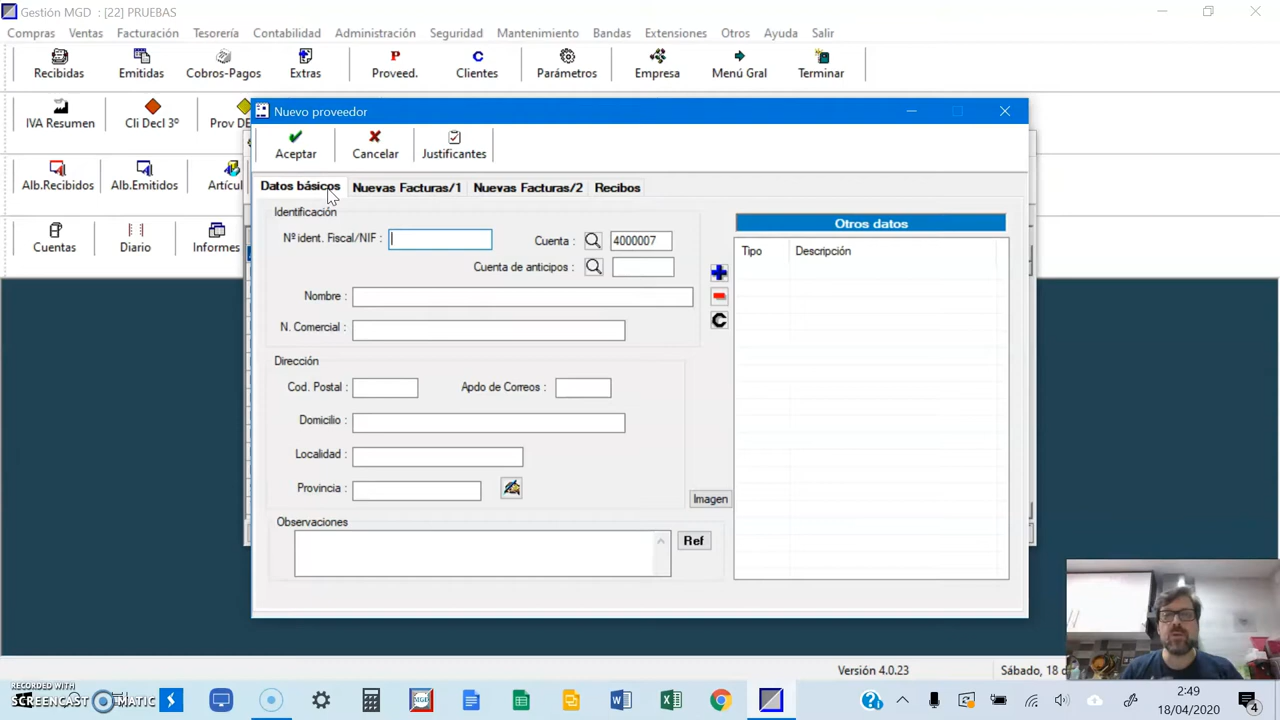 Gestión MGD : [22] PRUEBAS
Compras Ventas Facturación Tesorería Contabilidad Administración Seguridad Mantenimiento Bandas Extensiones Otros Ayuda Salir
P C
Recibidas Emitidas Cobros-Pagos Extras Proveed. Clientes Parámetros Empresa Menú Gral Terminar
Nuevo proveedor
IVA Resumen Cli Decl 3º Prov DE
Aceptar Cancelar Justificantes
Alb.Recibidos Alb.Emitidos Artícul
Datos básicos Nuevas Facturas/1 Nuevas Facturas/2 Recibos
Identificación
Otros datos
Nº ident. Fiscal/NIF : Cuenta : 4000007
Cuentas Diario Informes
Tipo Descripción
Cuenta de anticipos :
Nombre :
C
N. Comercial :
Dirección
Cod. Postal : Apdo de Correos :
Domicilio :
Localidad :
Provincia :
Imagen
Observaciones
Ref
Versión 4.0.23 Sábado, 18 d
RECORDED WITH
SCREENCAST MATIC
MGD
2:49
18/04/2020
4